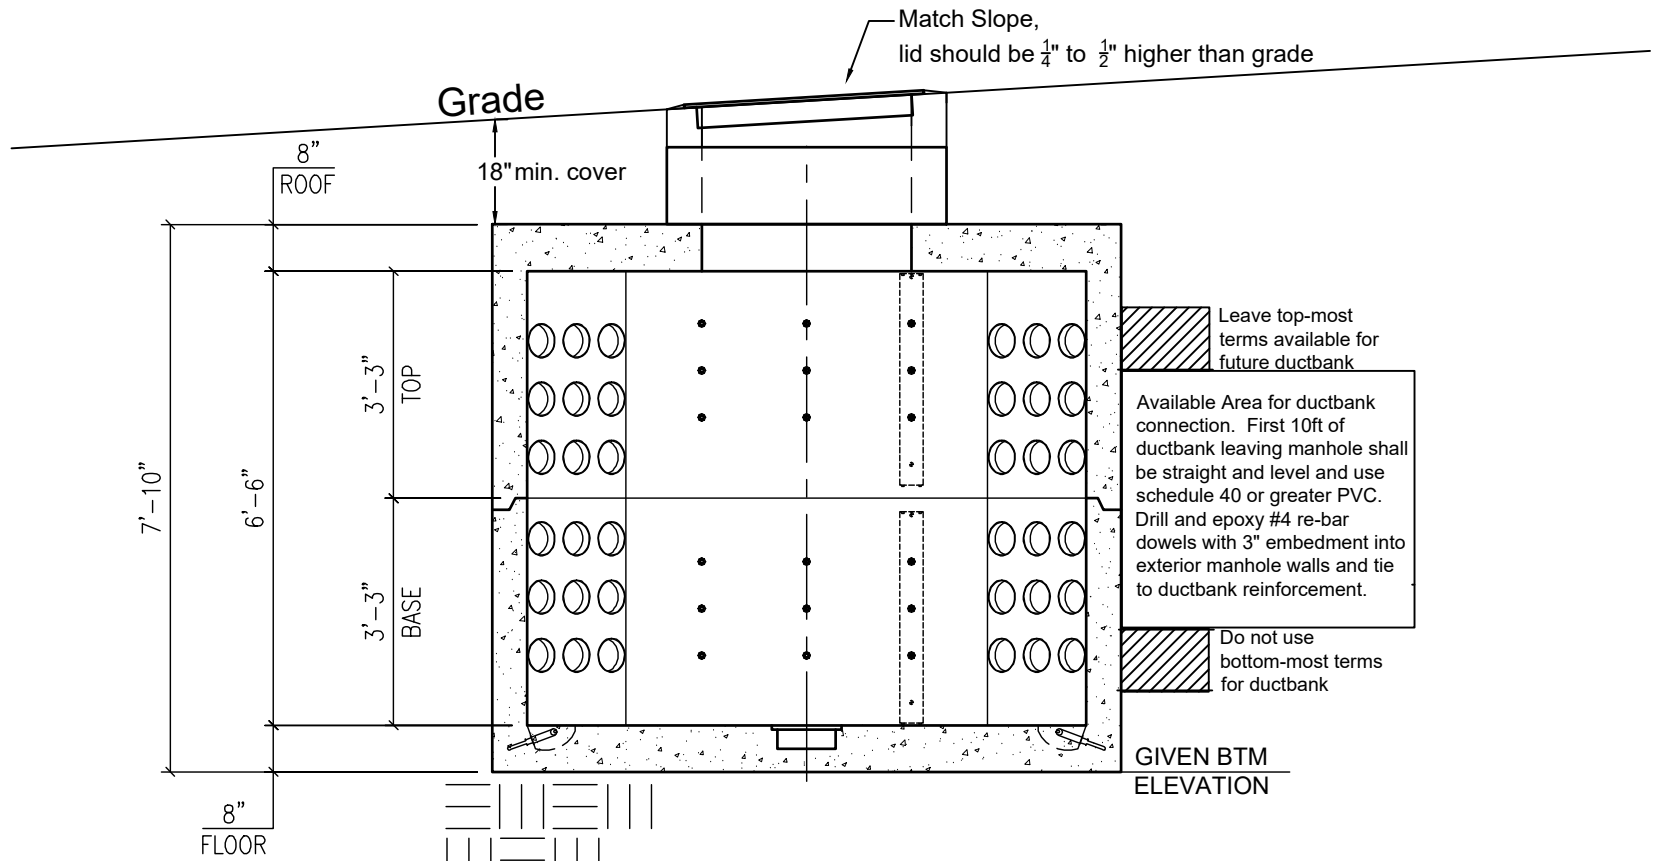 Match Slope,
lid should be 1/4" to 1/2" higher than grade
Grade
8"
ROOF
18"min. cover
Leave top-most
terms available for
future ductbank
3'-3"
TOP
Available Area for ductbank
connection. First 10ft of
ductbank leaving manhole shall
be straight and level and use
schedule 40 or greater PVC.
Drill and epoxy #4 re-bar
dowels with 3" embedment into
exterior manhole walls and tie
to ductbank reinforcement.
7'-10"
6'-6"
3'-3"
BASE
Do not use
bottom-most terms
for ductbank
GIVEN BTM
ELEVATION
8"
FLOOR